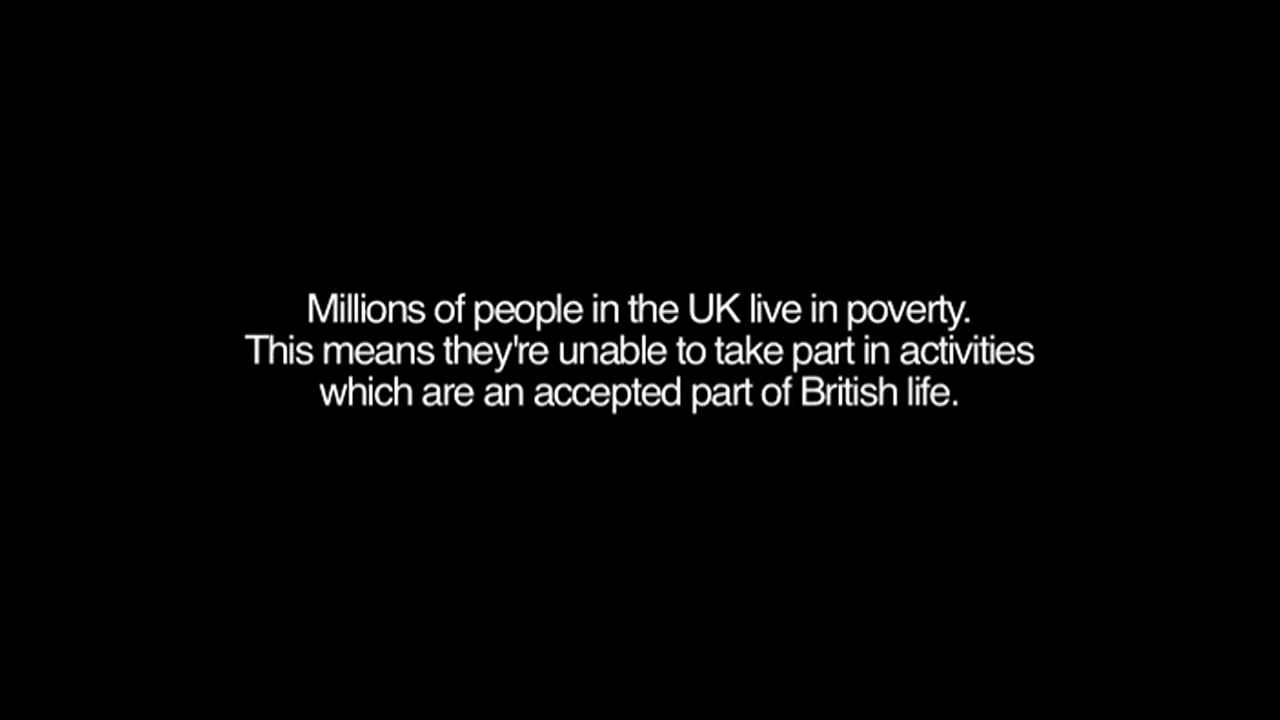 Millions of people in the UK live in poverty.
This means they're unable to take part in activities
which are an accepted part of British life.